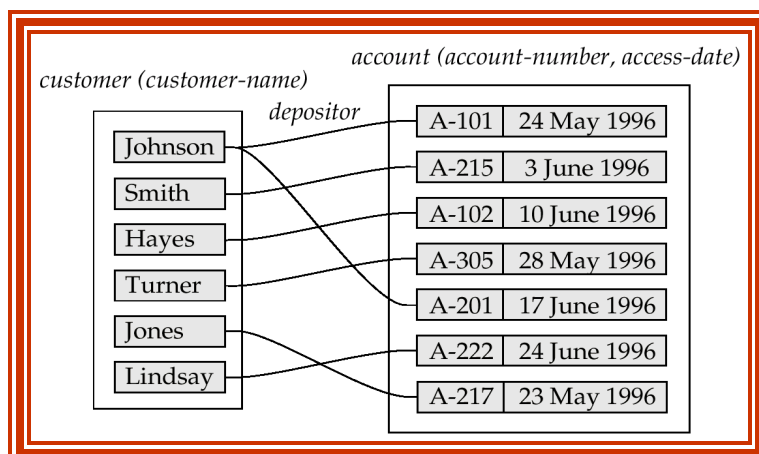 account (account-number, access-date)
customer (customer-name)
depositor
Johnson
Smith
Hayes
Turner
Jones
Lindsay
A-101 24 May 1996
A-215 3 June 1996
A-102 10 June 1996
A-305 28 May 1996
A-201 17 June 1996
A-222 24 June 1996
A-217 23 May 1996